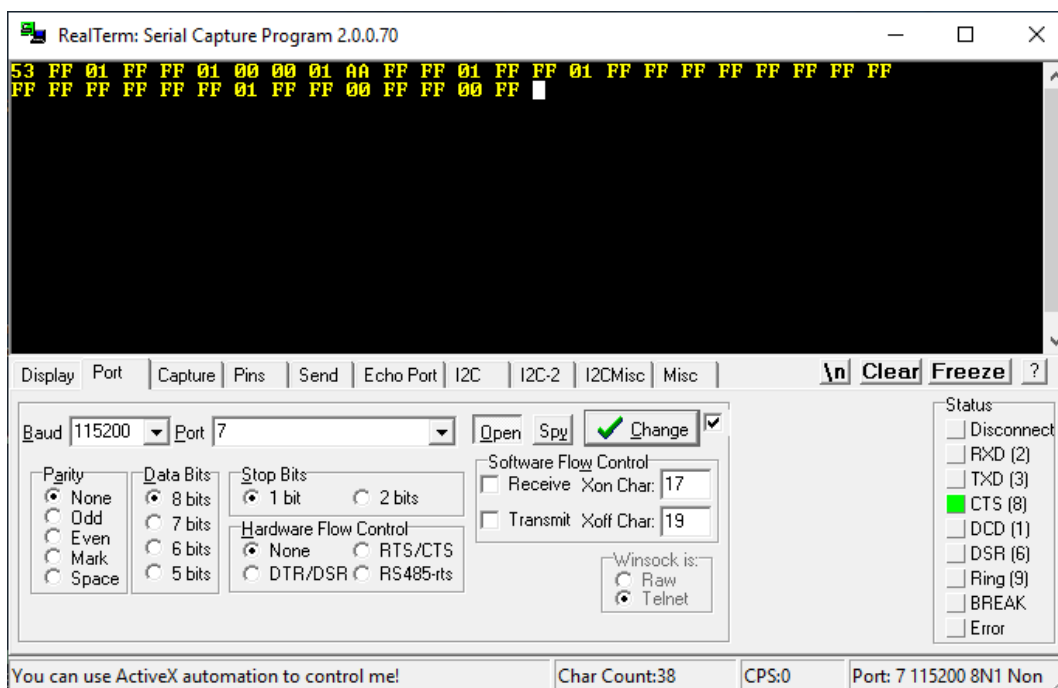 RealTerm: Serial Capture Program 2.0.0.70
53 FF 01 FF FF 01 00 00 01 AA FF FF 01 FF FF 01 FF FF FF FF FF FF FF FF
FF FF FF FF FF FF 01 FF FF 00 FF FF 00 FF
Display Port Capture Pins Send Echo Port I2C I2C-2 I2CMisc Misc \n Clear Freeze ?
Baud 115200 Port 7 Open Spy Change
Parity
None
Odd
Even
Mark
Space
Data Bits
8 bits
7 bits
6 bits
5 bits
Stop Bits
1 bit 2 bits
Hardware Flow Control
None RTS/CTS
DTR/DSR RS485-rts
Software Flow Control
Receive Xon Char: 17
Transmit Xoff Char: 19
Winsock is:
Raw
Telnet
Status
Disconnect
RXD (2)
TXD (3)
CTS (8)
DCD (1)
DSR (6)
Ring (9)
BREAK
Error
You can use ActiveX automation to control me! Char Count:38 CPS:0 Port: 7 115200 8N1 Non